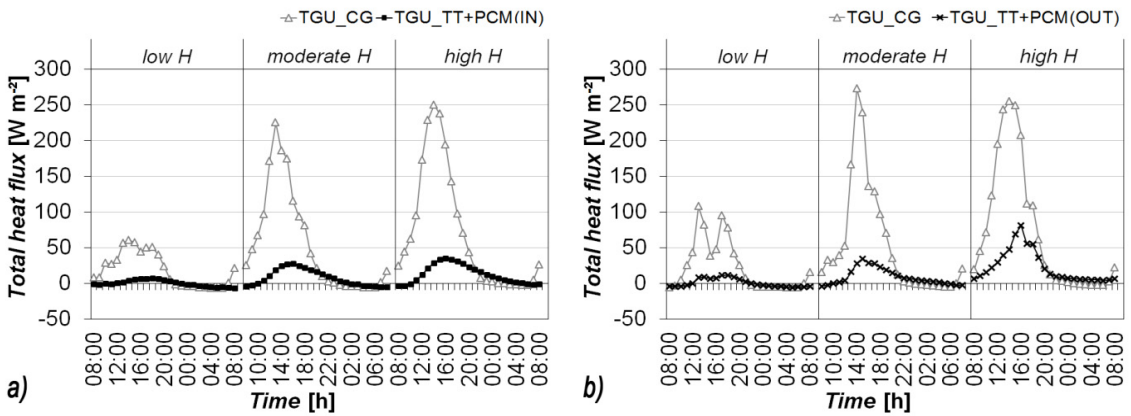 TGU_CG TGU_TT+PCM(IN)
low H moderate H high H
Total heat flux [W m⁻²]
300
250
200
150
100
50
0
-50
08:00 12:00 16:00 20:00 00:00 04:00 08:00 10:00 14:00 18:00 22:00 02:00 06:00 08:00 12:00 16:00 20:00 00:00 04:00 08:00
Time [h]
a)
TGU_CG TGU_TT+PCM(OUT)
low H moderate H high H
Total heat flux [W m⁻²]
300
250
200
150
100
50
0
-50
08:00 12:00 16:00 20:00 00:00 04:00 08:00 10:00 14:00 18:00 22:00 02:00 06:00 08:00 12:00 16:00 20:00 00:00 04:00 08:00
Time [h]
b)